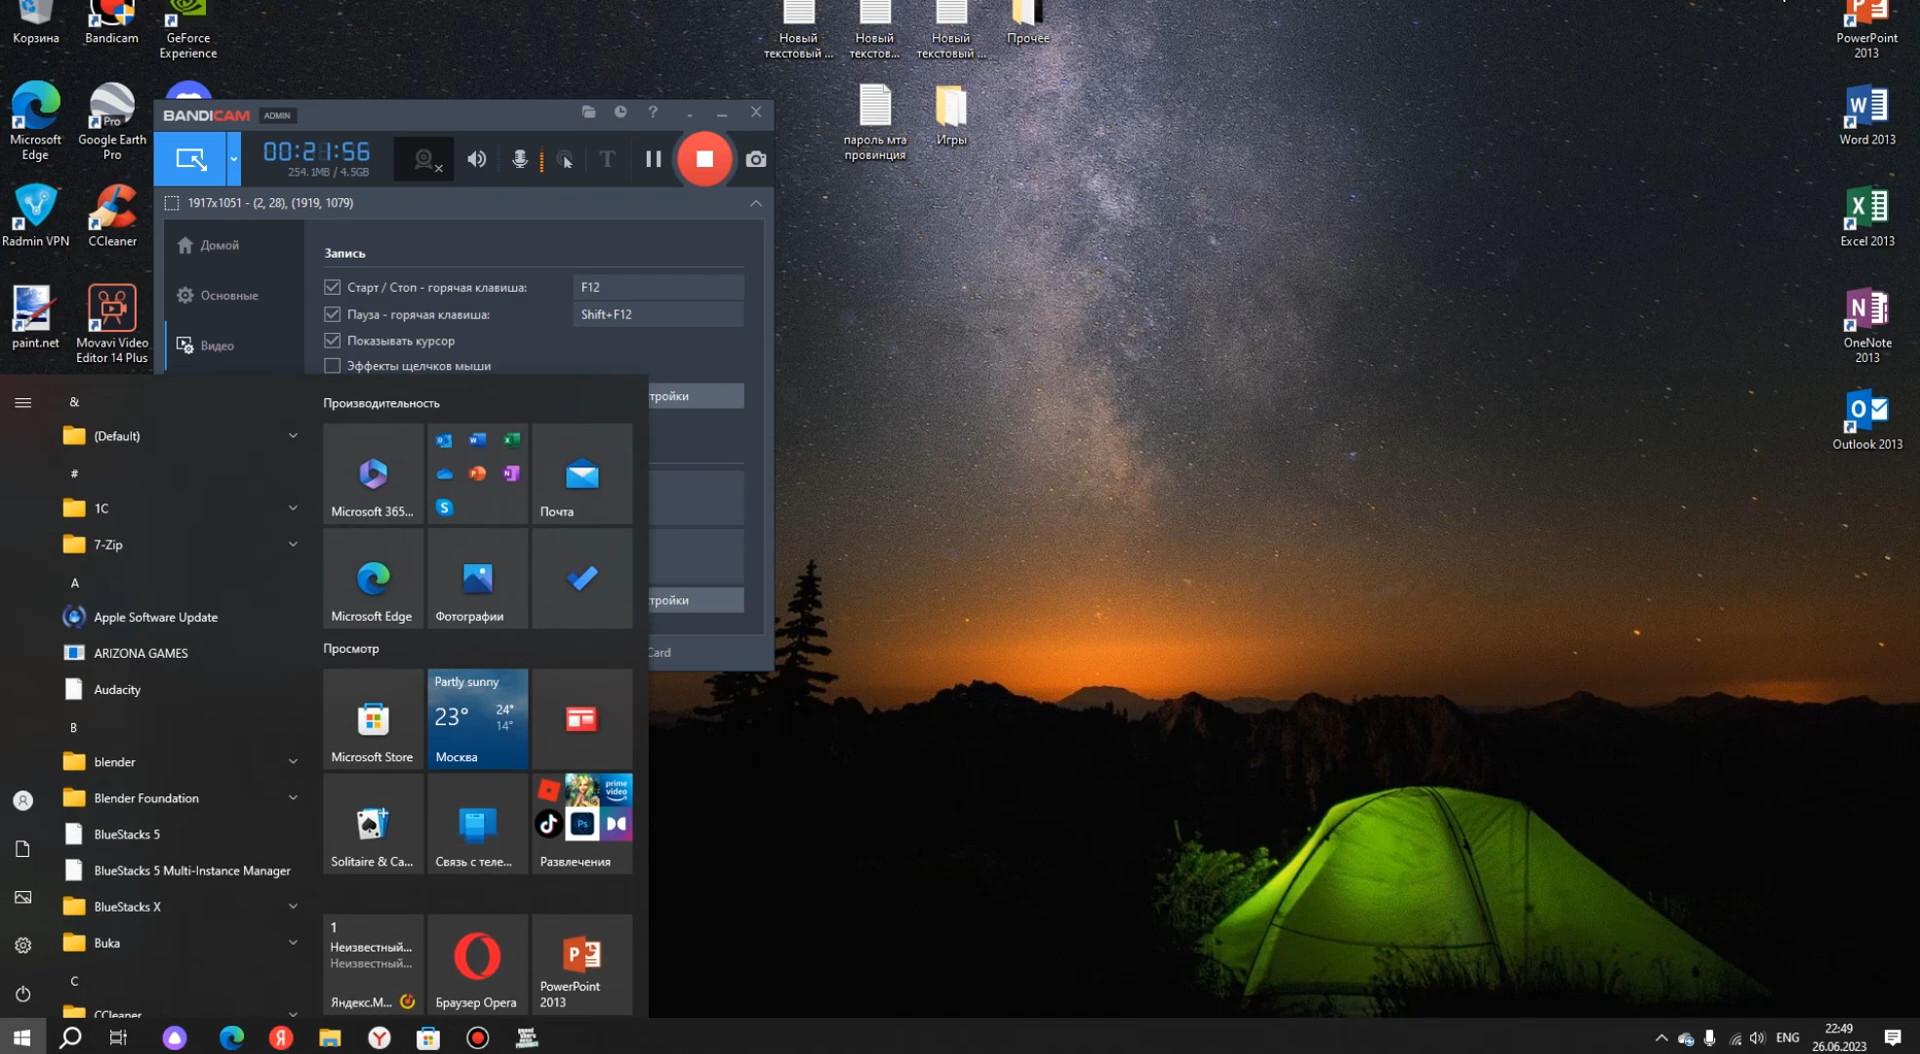 Корзина
Bandicam
GeForce
Experience
Новый
текстовый ...
Новый
текстов...
Новый
текстовый ...
Прочее
PowerPoint
2013
Microsoft
Edge
Google Earth
Pro
пароль мта
провинция
Игры
Word 2013
Radmin VPN
CCleaner
Excel 2013
paint.net
Movavi Video
Editor 14 Plus
OneNote
2013
Outlook 2013
BANDICAM
ADMIN
00:21:56
254.1MB / 4.5GB
1917x1051 - (2, 28), (1919, 1079)
Домой
Основные
Видео
Запись
Старт / Стоп - горячая клавиша:
F12
Пауза - горячая клавиша:
Shift+F12
Показывать курсор
Эффекты щелчков мыши
тройки
тройки
Card
&
(Default)
#
1C
7-Zip
A
Apple Software Update
ARIZONA GAMES
Audacity
B
blender
Blender Foundation
BlueStacks 5
BlueStacks 5 Multi-Instance Manager
BlueStacks X
Buka
C
CCleaner
Производительность
Microsoft 365...
Почта
Microsoft Edge
Фотографии
Просмотр
Microsoft Store
Partly sunny
23°
24°
14°
Москва
Solitaire & Ca...
Связь с теле...
prime
video
Ps
Развлечения
1
Неизвестный...
Неизвестный...
Яндекс.М...
Браузер Opera
PowerPoint
2013
ENG
22:49
26.06.2023